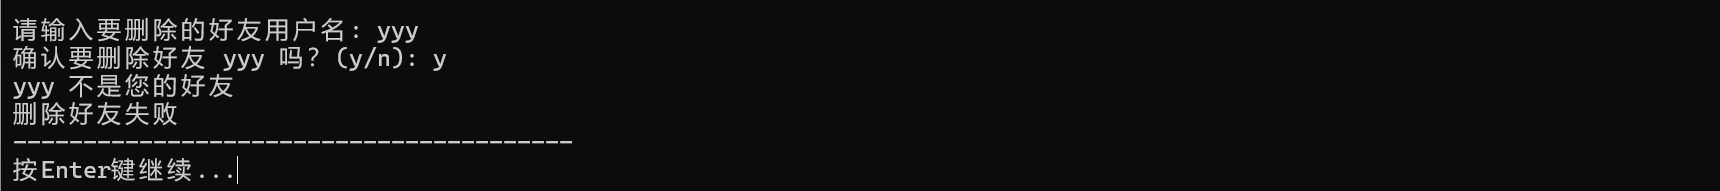 请输入要删除的好友用户名: yyy
确认要删除好友 yyy 吗? (y/n): y
yyy 不是您的好友
删除好友失败
----------------------------------------
按Enter键继续...